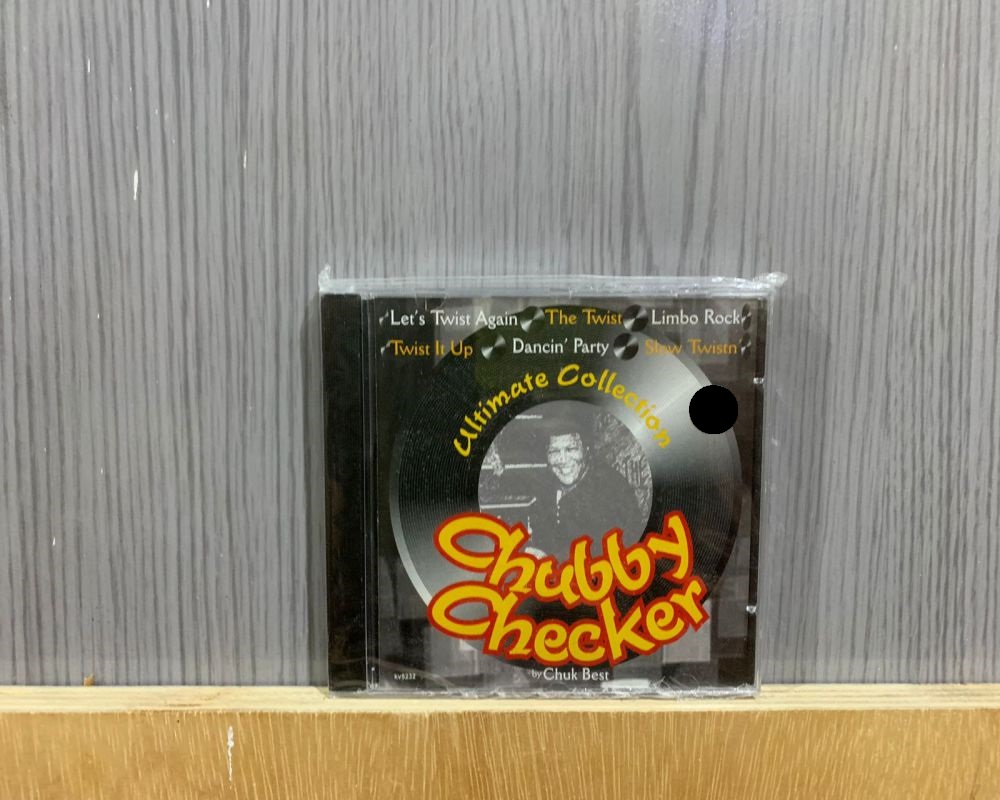 Let's Twist Again The Twist Limbo Rock
Twist It Up Dancin' Party Slow Twistn'
Ultimate Collection
Chubby
Checker
by Chuk Best
kv5232